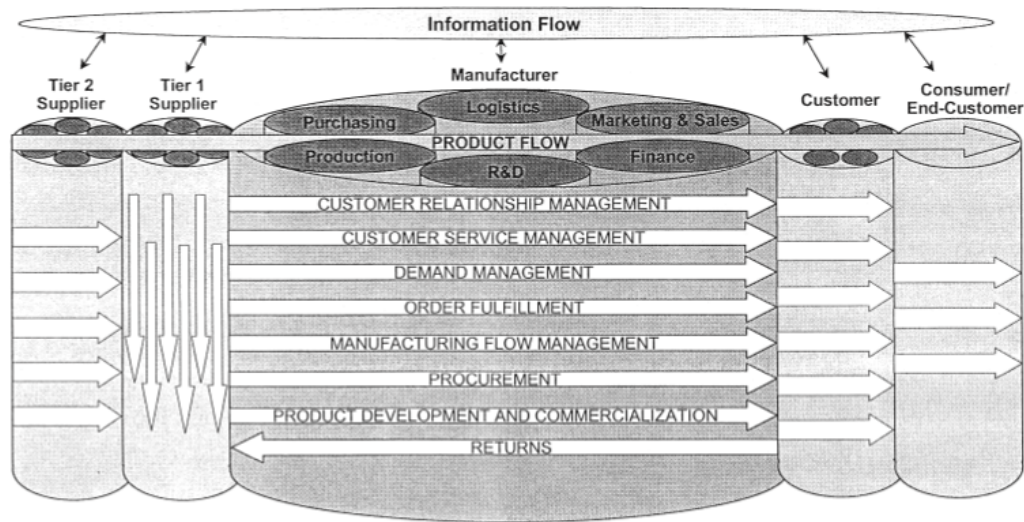 Information Flow
Tier 2
Supplier
Tier 1
Supplier
Manufacturer
Customer
Consumer/
End-Customer
Logistics
Purchasing
Marketing & Sales
PRODUCT FLOW
Production
Finance
R&D
CUSTOMER RELATIONSHIP MANAGEMENT
CUSTOMER SERVICE MANAGEMENT
DEMAND MANAGEMENT
ORDER FULFILLMENT
MANUFACTURING FLOW MANAGEMENT
PROCUREMENT
PRODUCT DEVELOPMENT AND COMMERCIALIZATION
RETURNS